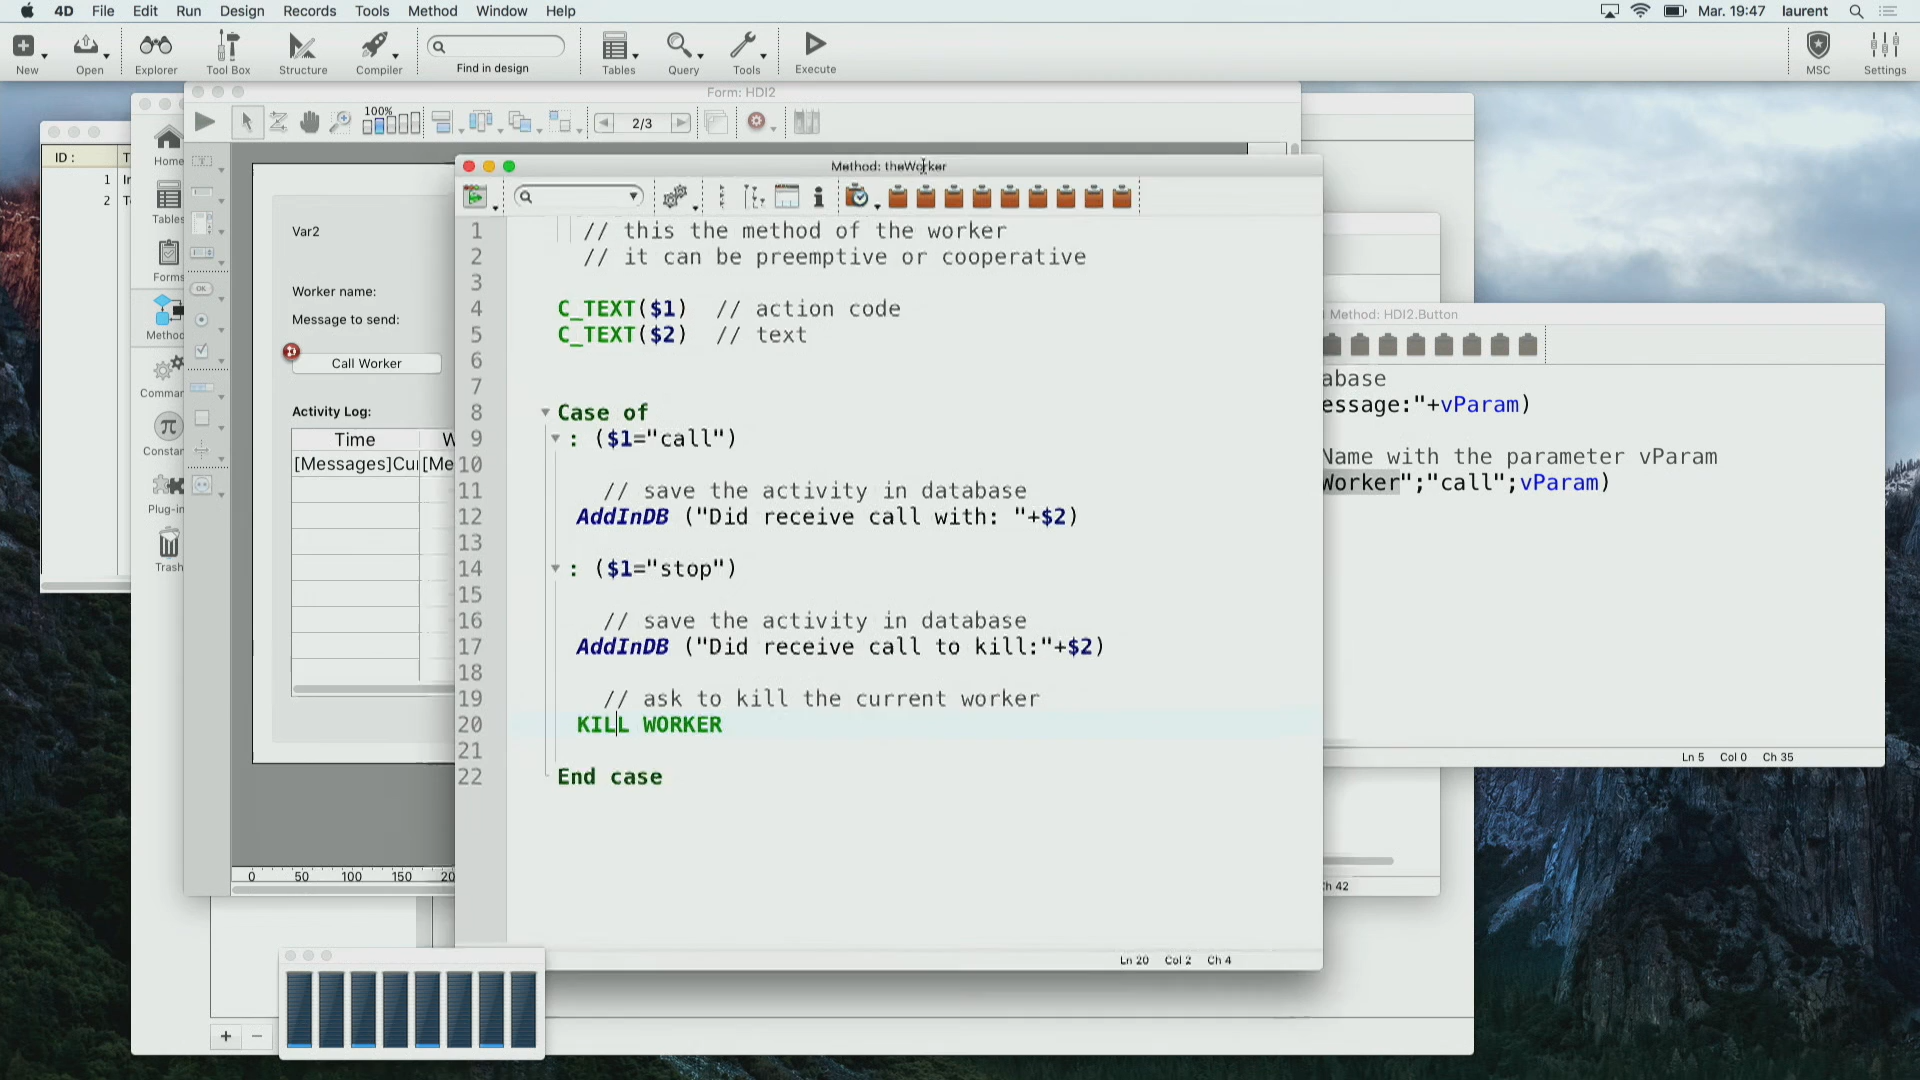 4D File Edit Run Design Records Tools Method Window Help
Mar. 19:47 laurent
New Open Explorer Tool Box Structure Compiler Find in design Tables Query Tools Execute MSC Settings
Form: HDI2
100%
2/3
ID :
1
2
Home
Tables
Forms
Constan
Plug-in
Trash
OK
Var2
Worker name:
Message to send:
Call Worker
Activity Log:
Time
[Messages]Cu
[Me
0 50 100 150 20
Method: theWorker
1 // this the method of the worker
2 // it can be preemptive or cooperative
3
4 C_TEXT($1) // action code
5 C_TEXT($2) // text
6
7
8 Case of
9 : ($1="call")
10
11 // save the activity in database
12 AddInDB ("Did receive call with: "+$2)
13
14 : ($1="stop")
15
16 // save the activity in database
17 AddInDB ("Did receive call to kill:"+$2)
18
19 // ask to kill the current worker
20 KILL WORKER
21
22 End case
Ln 20 Col 2 Ch 4
Method: HDI2.Button
abase
essage:"+vParam)
Name with the parameter vParam
Worker";"call";vParam)
Ln 5 Col 0 Ch 35
Ch 42